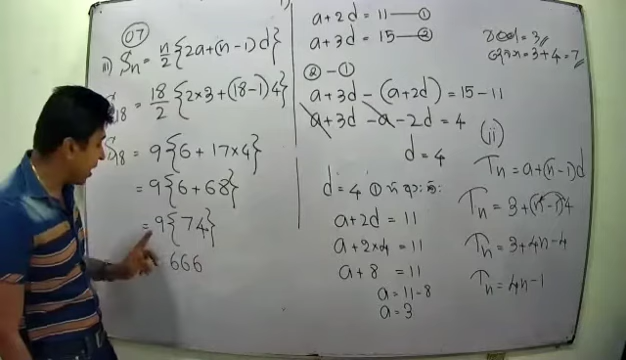 07
iii) Sn = n/2 {2a+(n-1)d}
S18 = 18/2 {2×3+(18-1)4}
S18 = 9{6+17×4}
= 9{6+68}
= 9{74}
= 666
a+2d = 11 — ①
a+3d = 15 — ②
② - ①
a+3d - (a+2d) = 15-11
a+3d -a-2d = 4
d = 4
d=4 ①
a+2d = 11
a+2×4 = 11
a+8 = 11
a = 11-8
a = 3
= 3
= 3+4 = 7
(ii)
Tn = a+(n-1)d
Tn = 3+(n-1)4
Tn = 3+4n-4
Tn = 4n-1